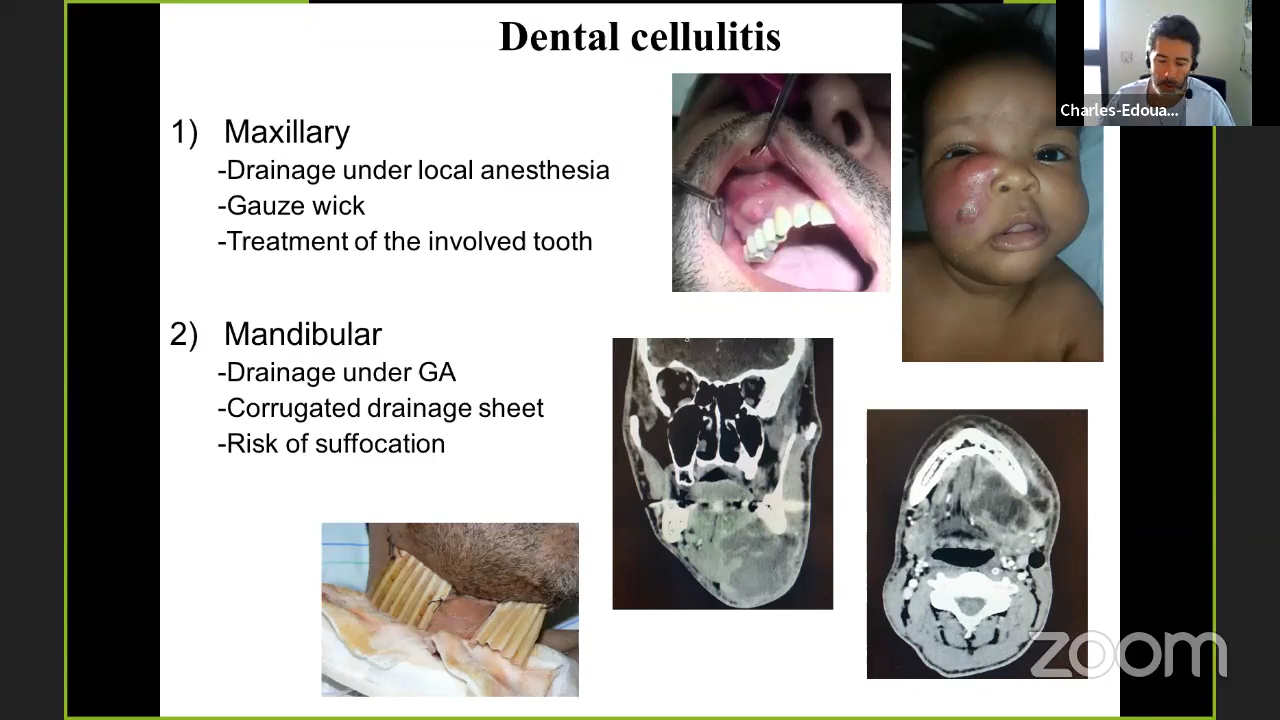 Dental cellulitis
Charles-Edoua...
1) Maxillary
-Drainage under local anesthesia
-Gauze wick
-Treatment of the involved tooth
2) Mandibular
-Drainage under GA
-Corrugated drainage sheet
-Risk of suffocation
zoom